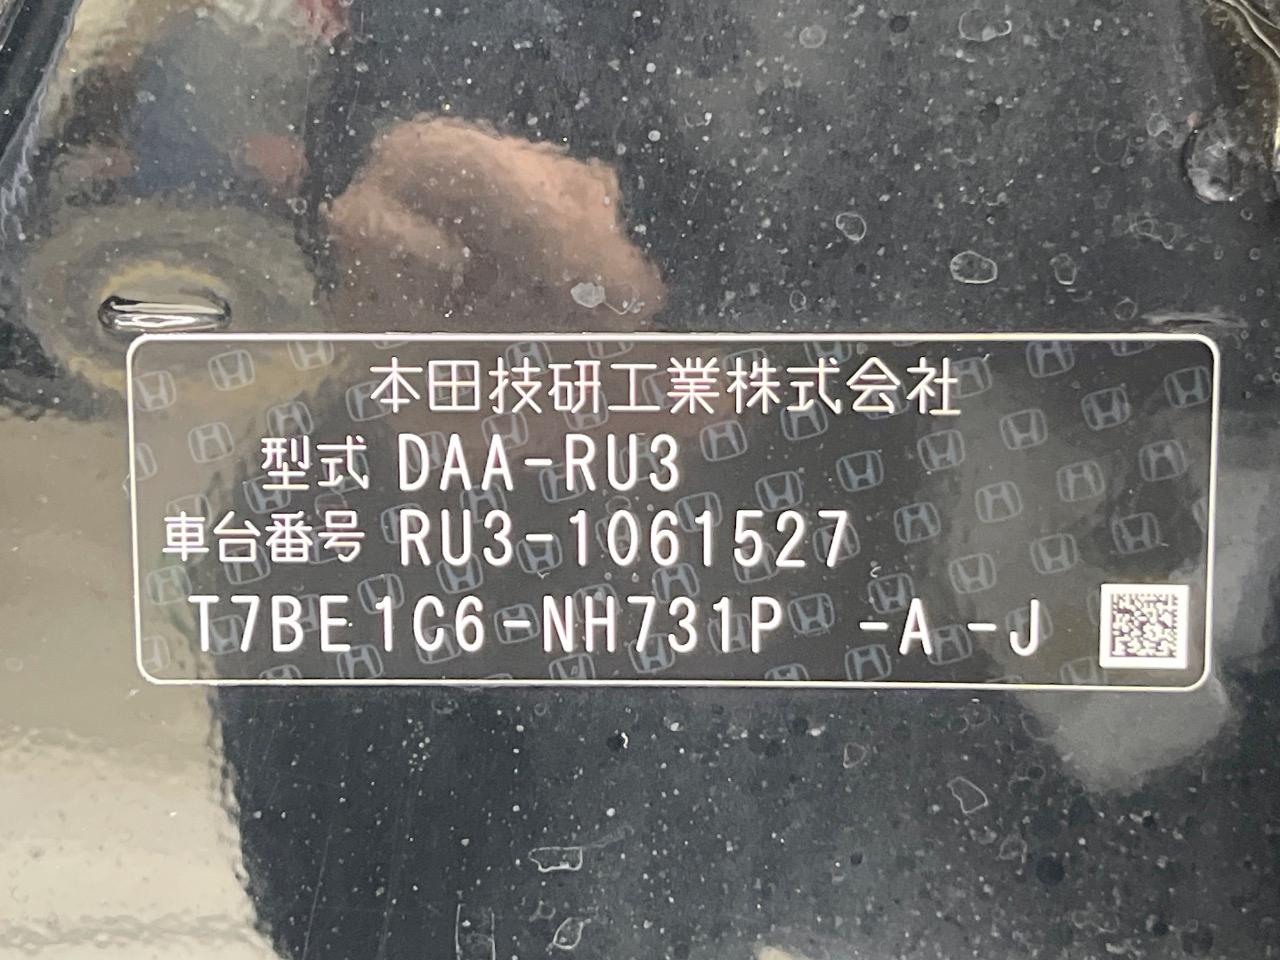 本田技研工業株式会社
型式 DAA-RU3
車台番号 RU3-1061527
T7BE1C6-NH731P -A-J